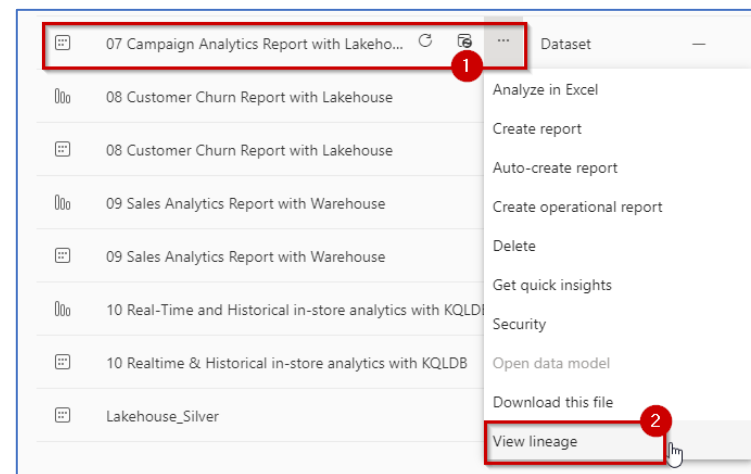 07 Campaign Analytics Report with Lakeho... ... Dataset —
1
08 Customer Churn Report with Lakehouse
08 Customer Churn Report with Lakehouse
09 Sales Analytics Report with Warehouse
09 Sales Analytics Report with Warehouse
10 Real-Time and Historical in-store analytics with KQLD
10 Realtime & Historical in-store analytics with KQLDB
Lakehouse_Silver
Analyze in Excel
Create report
Auto-create report
Create operational report
Delete
Get quick insights
Security
Open data model
Download this file
2
View lineage